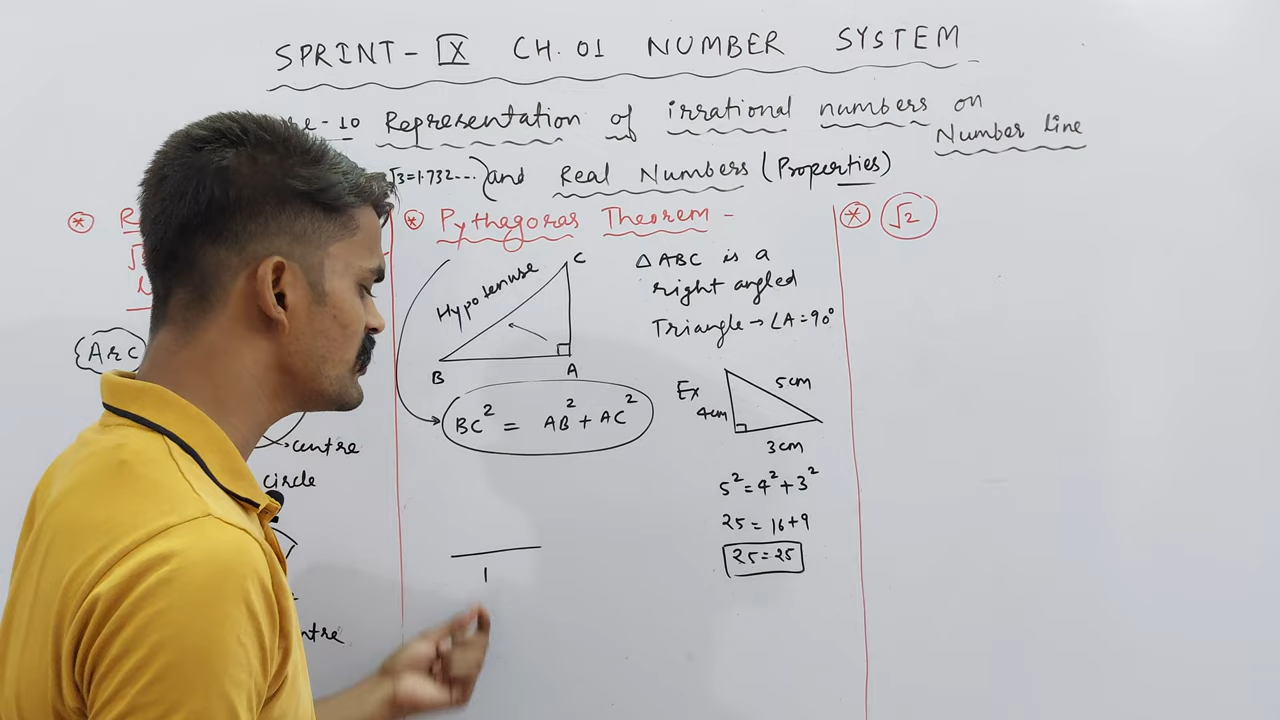 SPRINT-IX CH.01 NUMBER SYSTEM
-10 Representation of irrational numbers on
Number line
√3=1.732...) and Real Numbers (Properties)
* Pythagoras Theorem -
Hypotenuse
C
B
A
BC² = AB² + AC²
△ABC is a
right angled
Triangle → ∠A=90°
Ex
4cm
5cm
3cm
5²=4²+3²
25=16+9
25=25
1
* √2
*
Arc
centre
circle